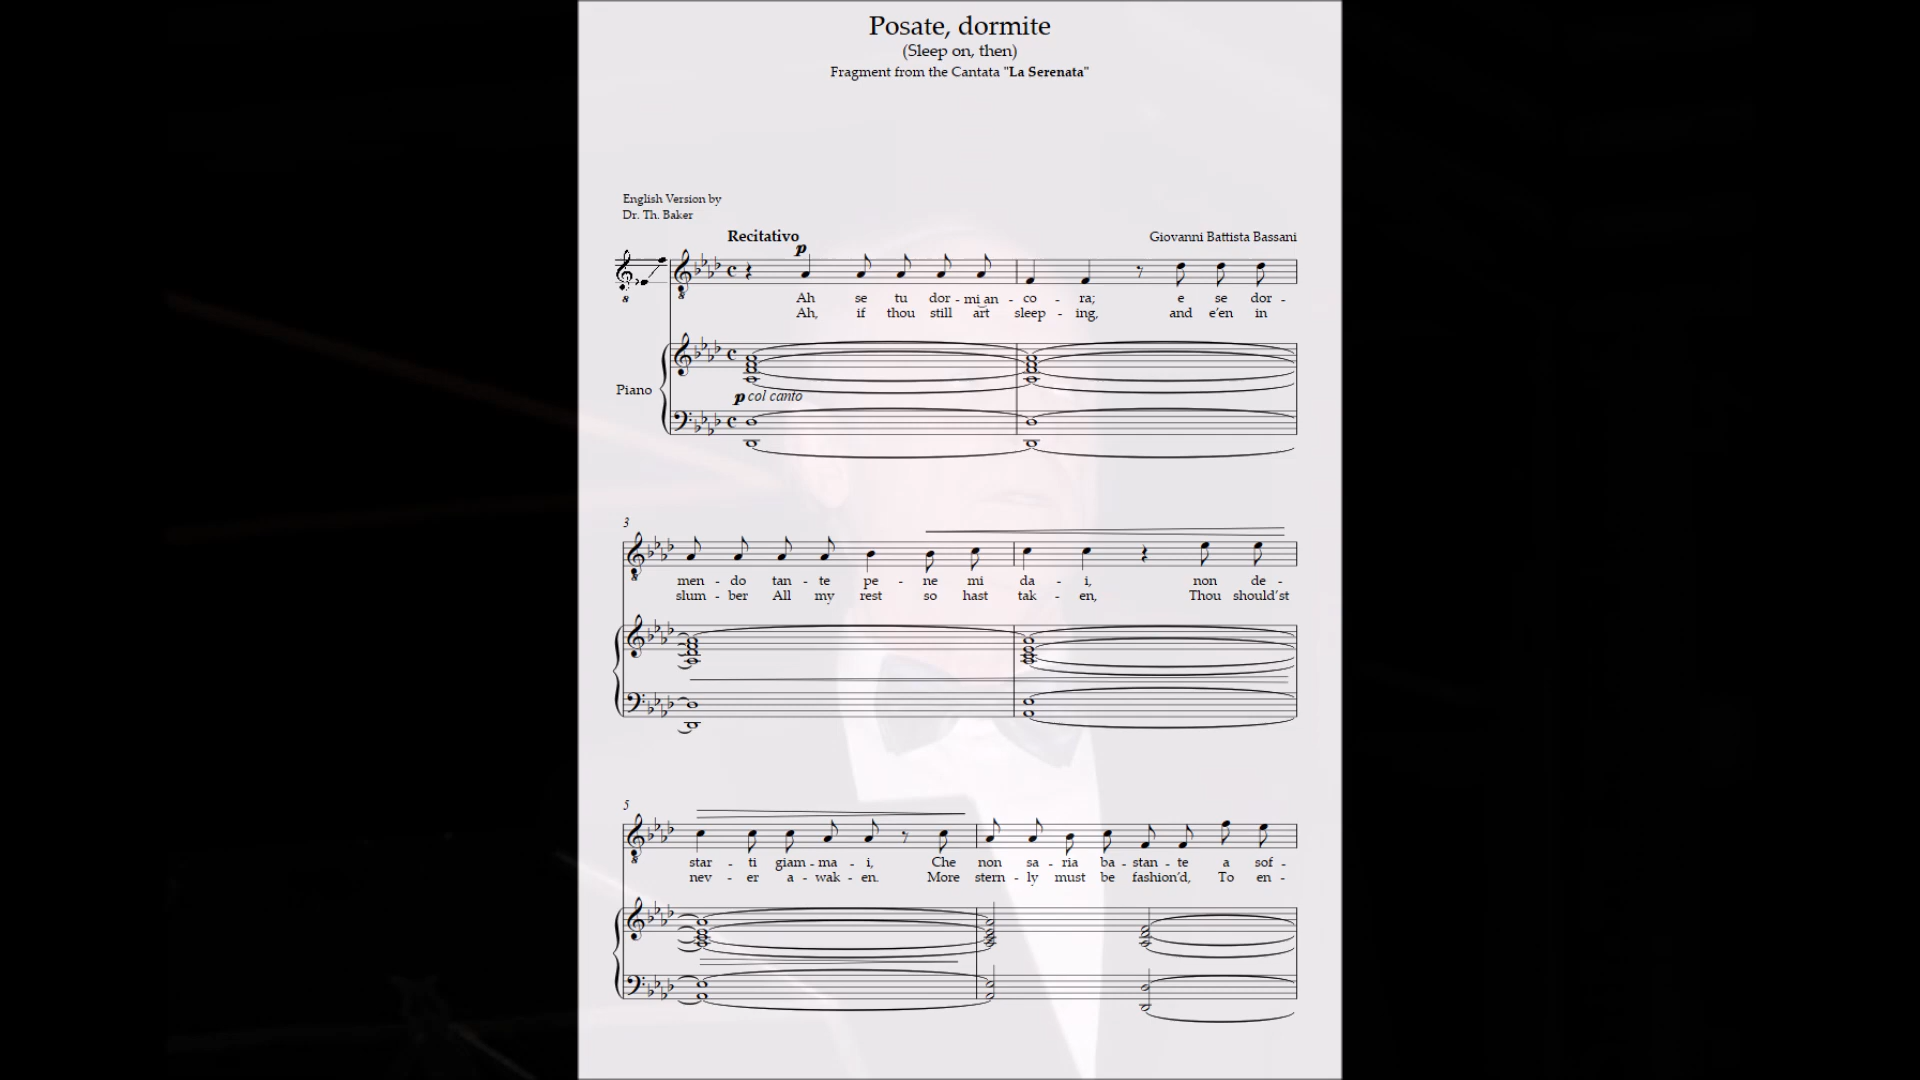 Posate, dormite
(Sleep on, then)
Fragment from the Cantata "La Serenata"
English Version by
Dr. Th. Baker
Recitativo
Giovanni Battista Bassani
p
Ah se tu dor - mi an - co - ra; e se dor -
Ah, if thou still art sleep - ing, and e'en in
Piano
p col canto
3
men - do tan - te pe - ne mi da - i, non de -
slum - ber All my rest so hast tak - en, Thou should'st
5
star - ti giam - ma - i, Che non sa - ria ba - stan - te a sof -
nev - er a - wak - en. More stern - ly must be fashion'd, To en -